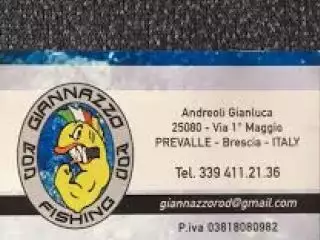 GIANNAZZO
ROD
ROD
FISHING
Andreoli Gianluca
25080 - Via 1° Maggio
PREVALLE - Brescia - ITALY
Tel. 339 411.21.36
giannazzorod@gmail.com
P.iva 03818080982